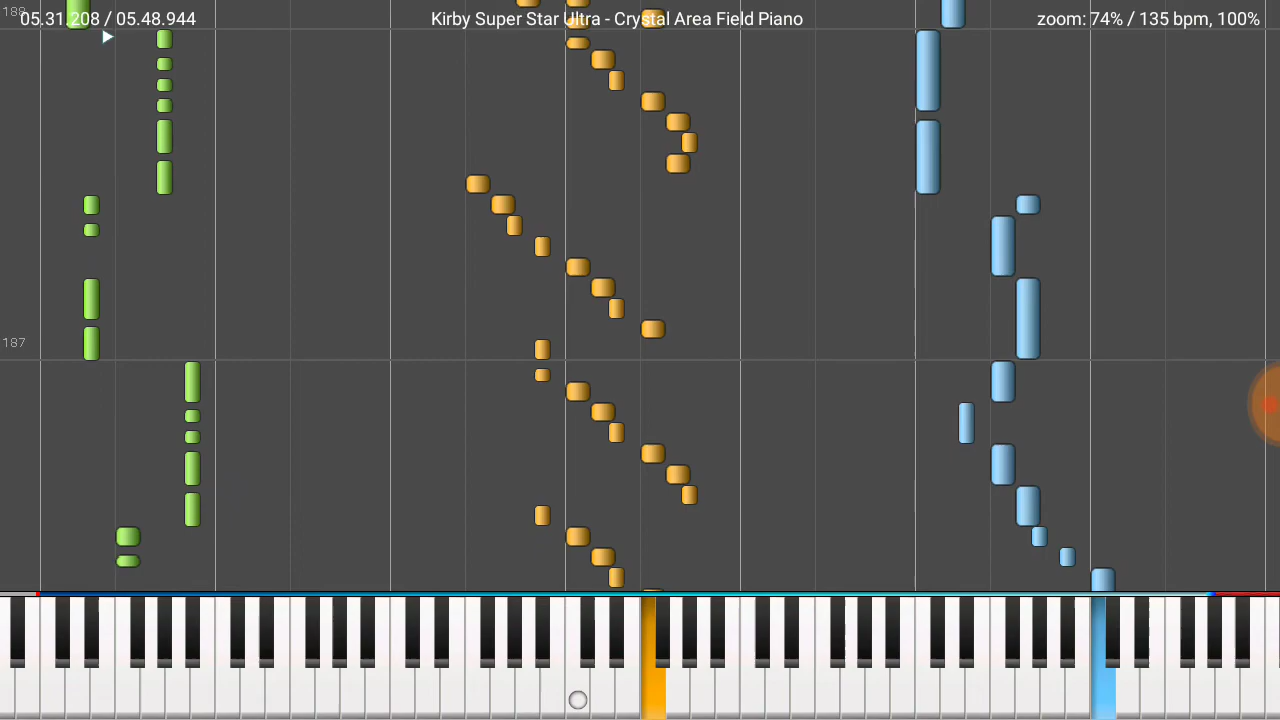 188
05.31.208 / 05.48.944
Kirby Super Star Ultra - Crystal Area Field Piano
zoom: 74% / 135 bpm, 100%
187